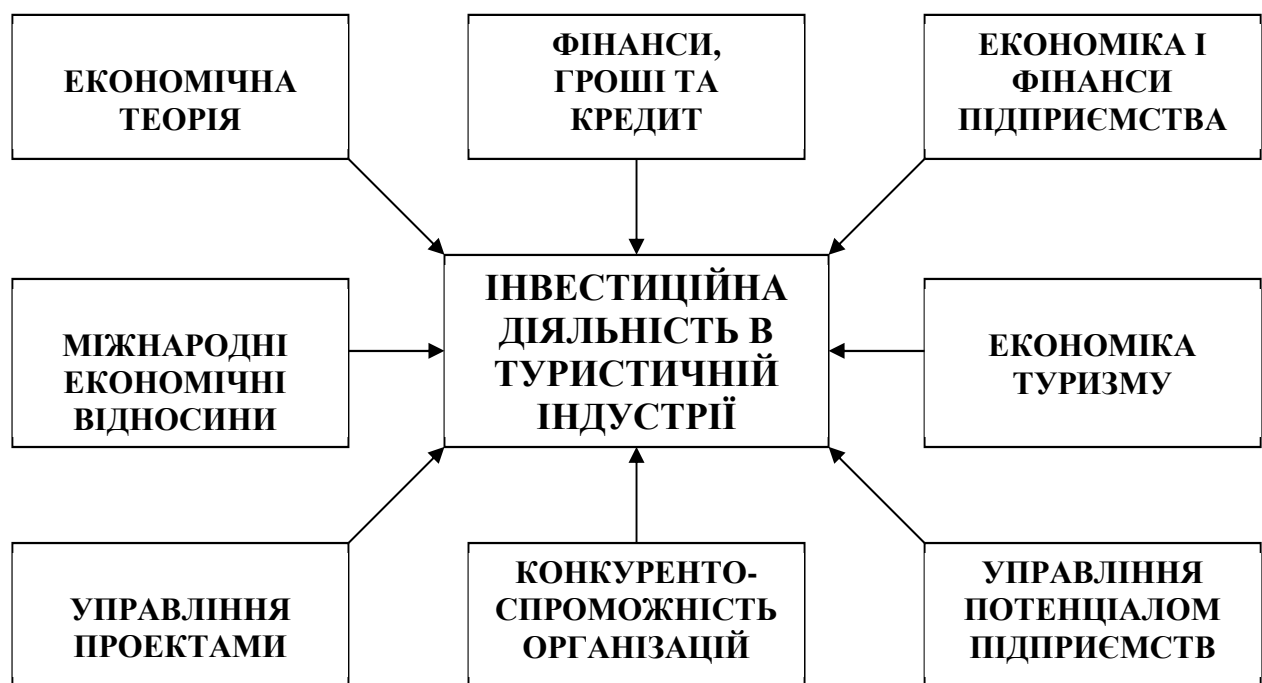 ЕКОНОМІЧНА
ТЕОРІЯ
ФІНАНСИ,
ГРОШІ ТА
КРЕДИТ
ЕКОНОМІКА І
ФІНАНСИ
ПІДПРИЄМСТВА
МІЖНАРОДНІ
ЕКОНОМІЧНІ
ВІДНОСИНИ
ІНВЕСТИЦІЙНА
ДІЯЛЬНІСТЬ В
ТУРИСТИЧНІЙ
ІНДУСТРІЇ
ЕКОНОМІКА
ТУРИЗМУ
УПРАВЛІННЯ
ПРОЕКТАМИ
КОНКУРЕНТО-
СПРОМОЖНІСТЬ
ОРГАНІЗАЦІЙ
УПРАВЛІННЯ
ПОТЕНЦІАЛОМ
ПІДПРИЄМСТВ